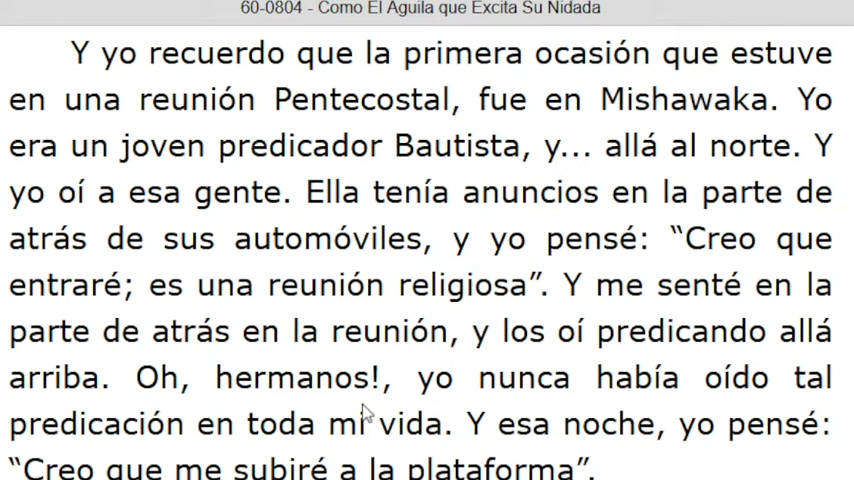 60-0804 - Como El Aguila que Excita Su Nidada
Y yo recuerdo que la primera ocasión que estuve
en una reunión Pentecostal, fue en Mishawaka. Yo
era un joven predicador Bautista, y... allá al norte. Y
yo oí a esa gente. Ella tenía anuncios en la parte de
atrás de sus automóviles, y yo pensé: “Creo que
entraré; es una reunión religiosa”. Y me senté en la
parte de atrás en la reunión, y los oí predicando allá
arriba. Oh, hermanos!, yo nunca había oído tal
predicación en toda mi vida. Y esa noche, yo pensé:
“Creo que me subiré a la plataforma”.